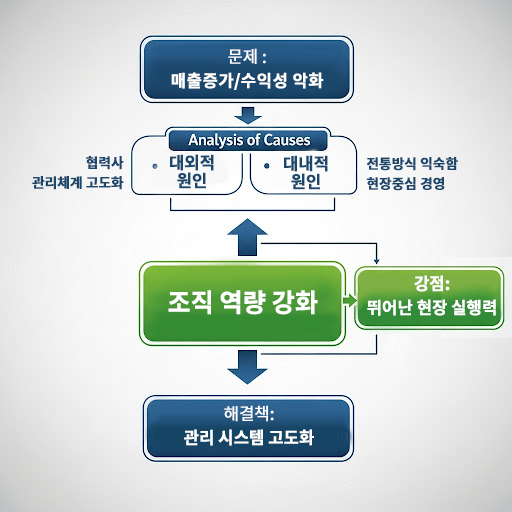 문제 :
매출증가/수익성 악화
Analysis of Causes
협력사
관리체계 고도화
• 대외적
원인
• 대내적
원인
전통방식 익숙함
현장중심 경영
조직 역량 강화
강점:
뛰어난 현장 실행력
해결책:
관리 시스템 고도화